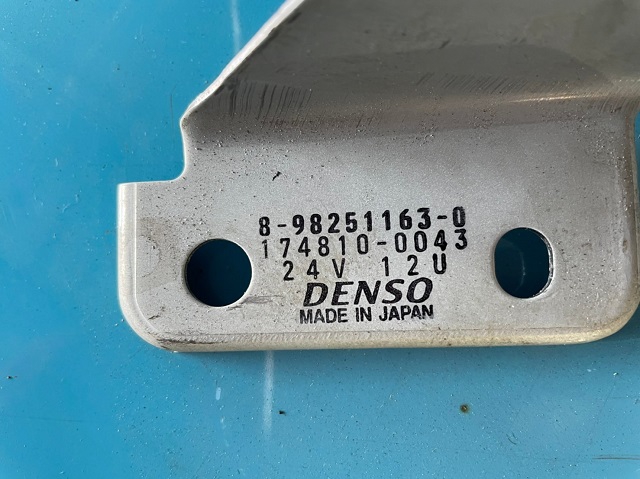 8-98251163-0
174810-0043
24V 12U
DENSO
MADE IN JAPAN